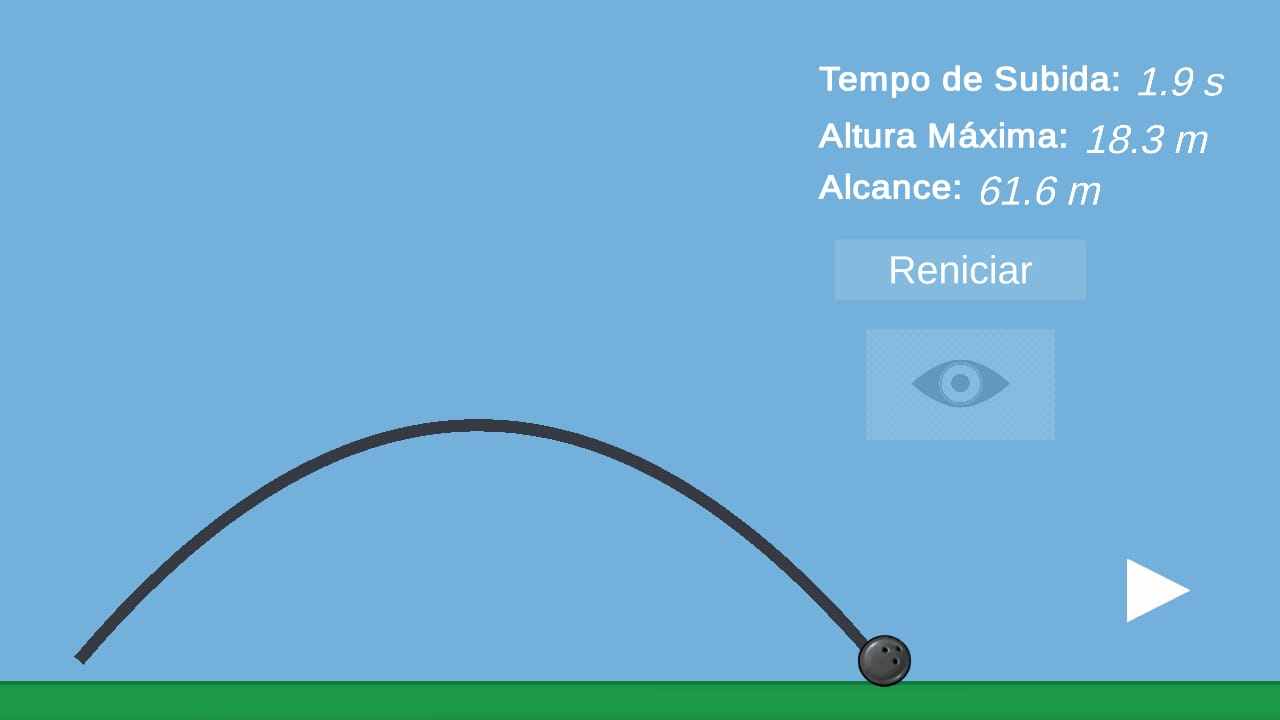 Tempo de Subida: 1.9 s
Altura Máxima: 18.3 m
Alcance: 61.6 m
Reniciar